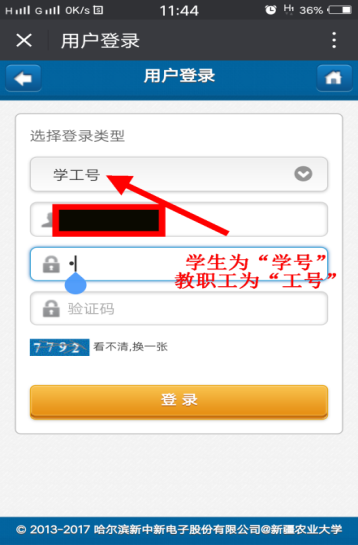 H G 0K/s 11:44 H↑ 36%
× 用户登录
用户登录
选择登录类型
学工号
学生为“学号”
教职工为“工号”
验证码
7792 看不清,换一张
登 录
© 2013-2017 哈尔滨新中新电子股份有限公司@新疆农业大学